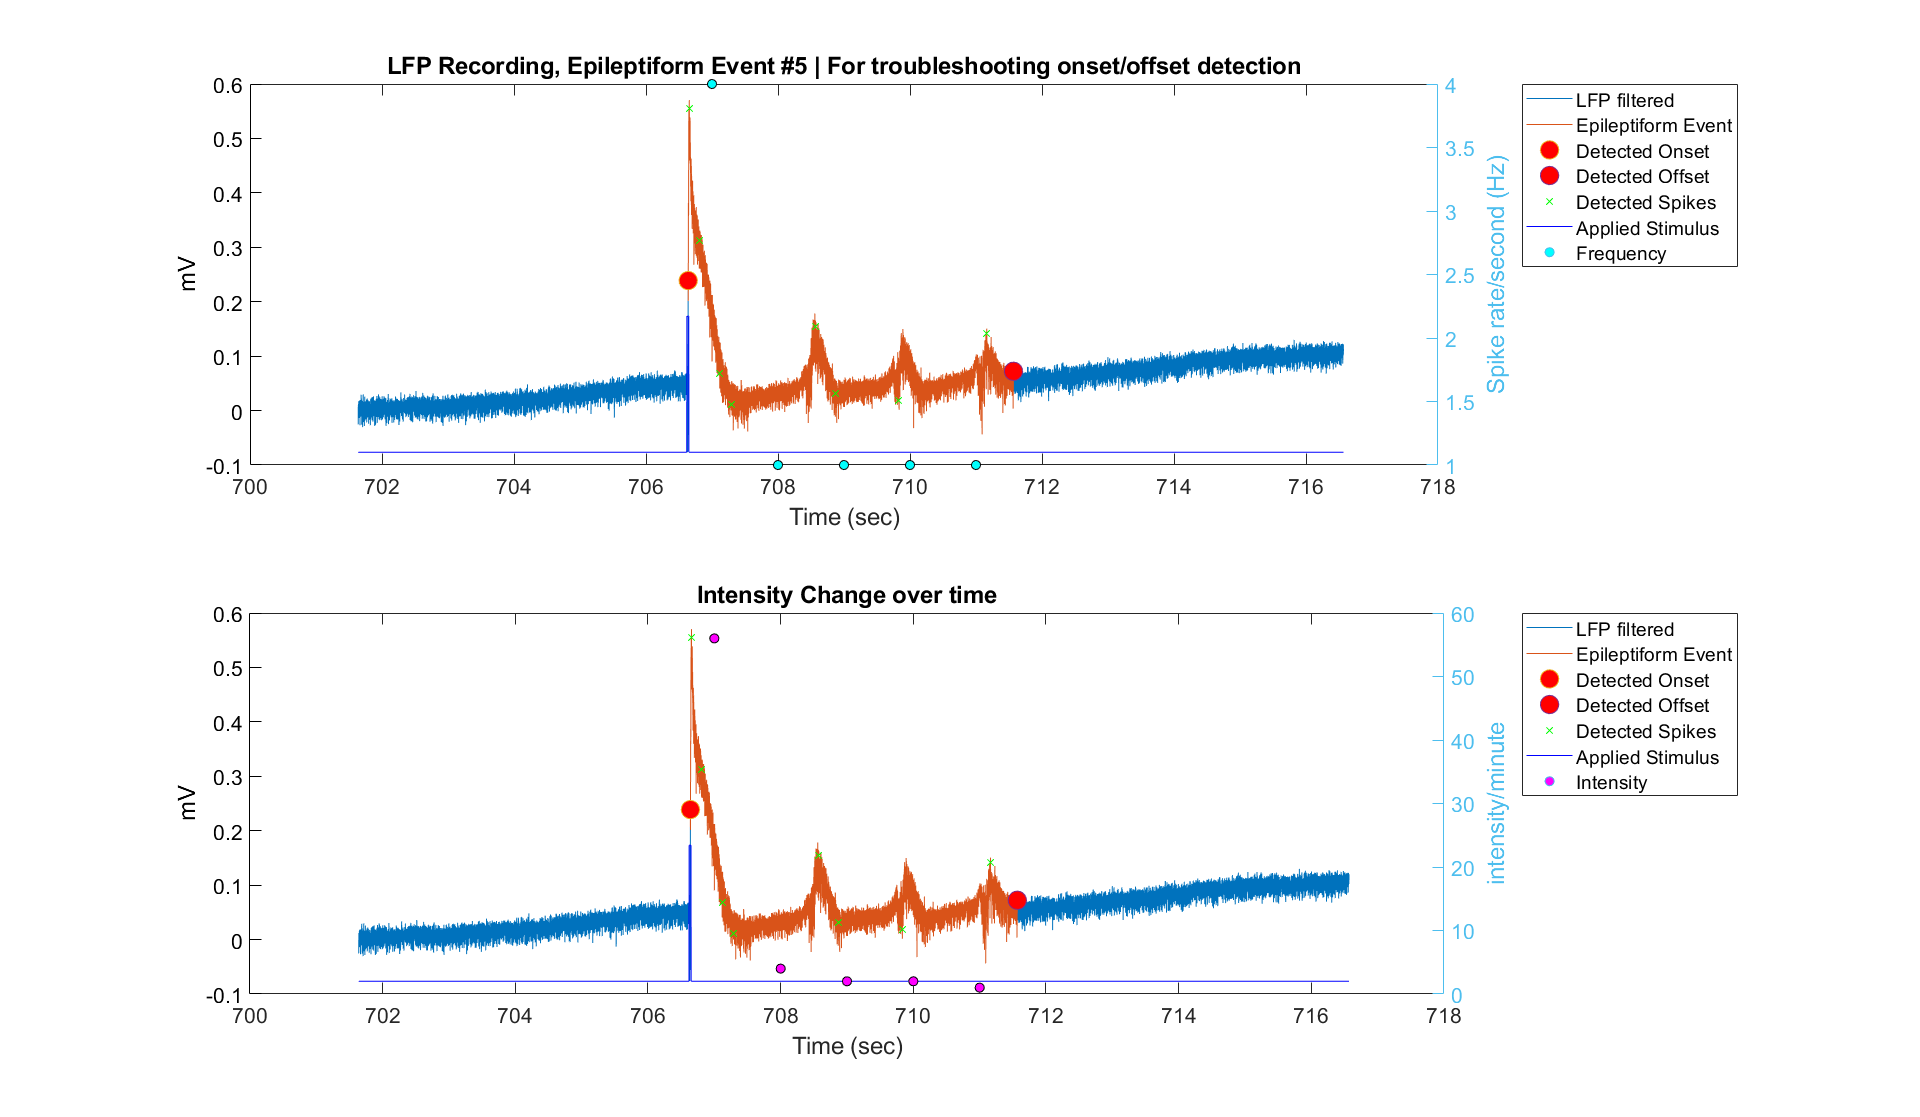 LFP Recording, Epileptiform Event #5 | For troubleshooting onset/offset detection
0.6
0.5
0.4
0.3
0.2
0.1
0
-0.1
mV
4
3.5
3
2.5
2
1.5
1
Spike rate/second (Hz)
700 702 704 706 708 710 712 714 716 718
Time (sec)
LFP filtered
Epileptiform Event
Detected Onset
Detected Offset
Detected Spikes
Applied Stimulus
Frequency
Intensity Change over time
0.6
0.5
0.4
0.3
0.2
0.1
0
-0.1
mV
60
50
40
30
20
10
0
intensity/minute
700 702 704 706 708 710 712 714 716 718
Time (sec)
LFP filtered
Epileptiform Event
Detected Onset
Detected Offset
Detected Spikes
Applied Stimulus
Intensity